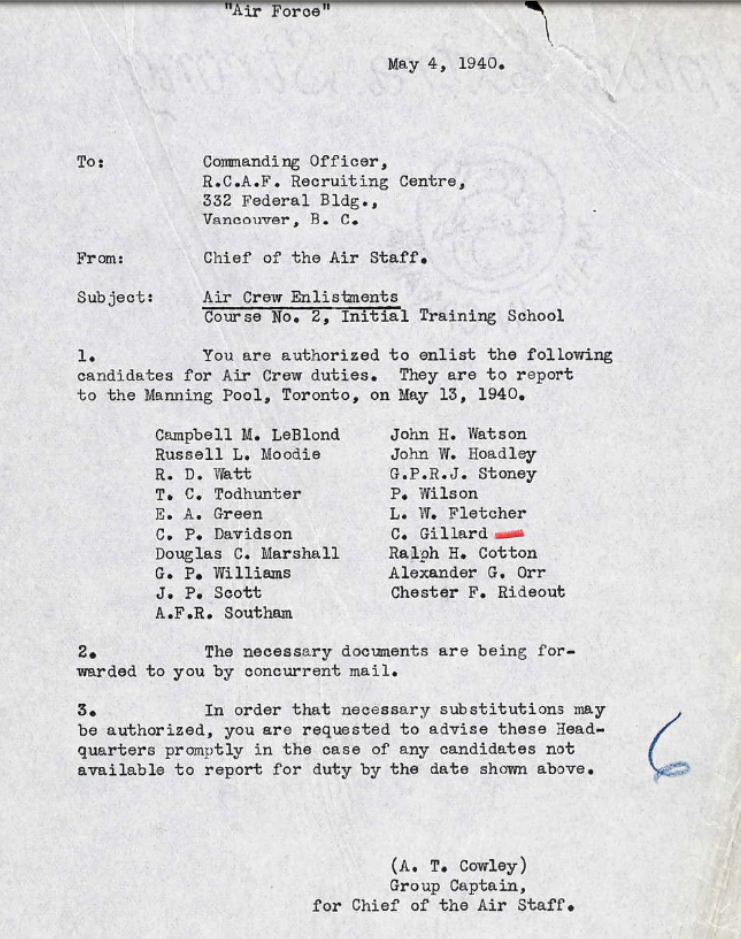 "Air Force"
May 4, 1940.
To: Commanding Officer,
R.C.A.F. Recruiting Centre,
332 Federal Bldg.,
Vancouver, B. C.
From: Chief of the Air Staff.
Subject: Air Crew Enlistments
Course No. 2, Initial Training School
1. You are authorized to enlist the following
candidates for Air Crew duties. They are to report
to the Manning Pool, Toronto, on May 13, 1940.
Campbell M. LeBlond John H. Watson
Russell L. Moodie John W. Hoadley
R. D. Watt G.P.R.J. Stoney
T. C. Todhunter P. Wilson
E. A. Green L. W. Fletcher
C. P. Davidson C. Gillard
Douglas C. Marshall Ralph H. Cotton
G. P. Williams Alexander G. Orr
J. P. Scott Chester F. Rideout
A.F.R. Southam
2. The necessary documents are being for-
warded to you by concurrent mail.
3. In order that necessary substitutions may
be authorized, you are requested to advise these Head-
quarters promptly in the case of any candidates not
available to report for duty by the date shown above.
6
(A. T. Cowley)
Group Captain,
for Chief of the Air Staff.